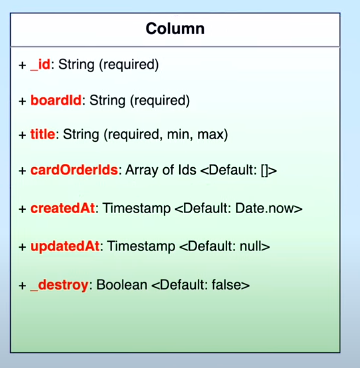 Column
+ _id: String (required)
+ boardId: String (required)
+ title: String (required, min, max)
+ cardOrderIds: Array of Ids <Default: []>
+ createdAt: Timestamp <Default: Date.now>
+ updatedAt: Timestamp <Default: null>
+ _destroy: Boolean <Default: false>